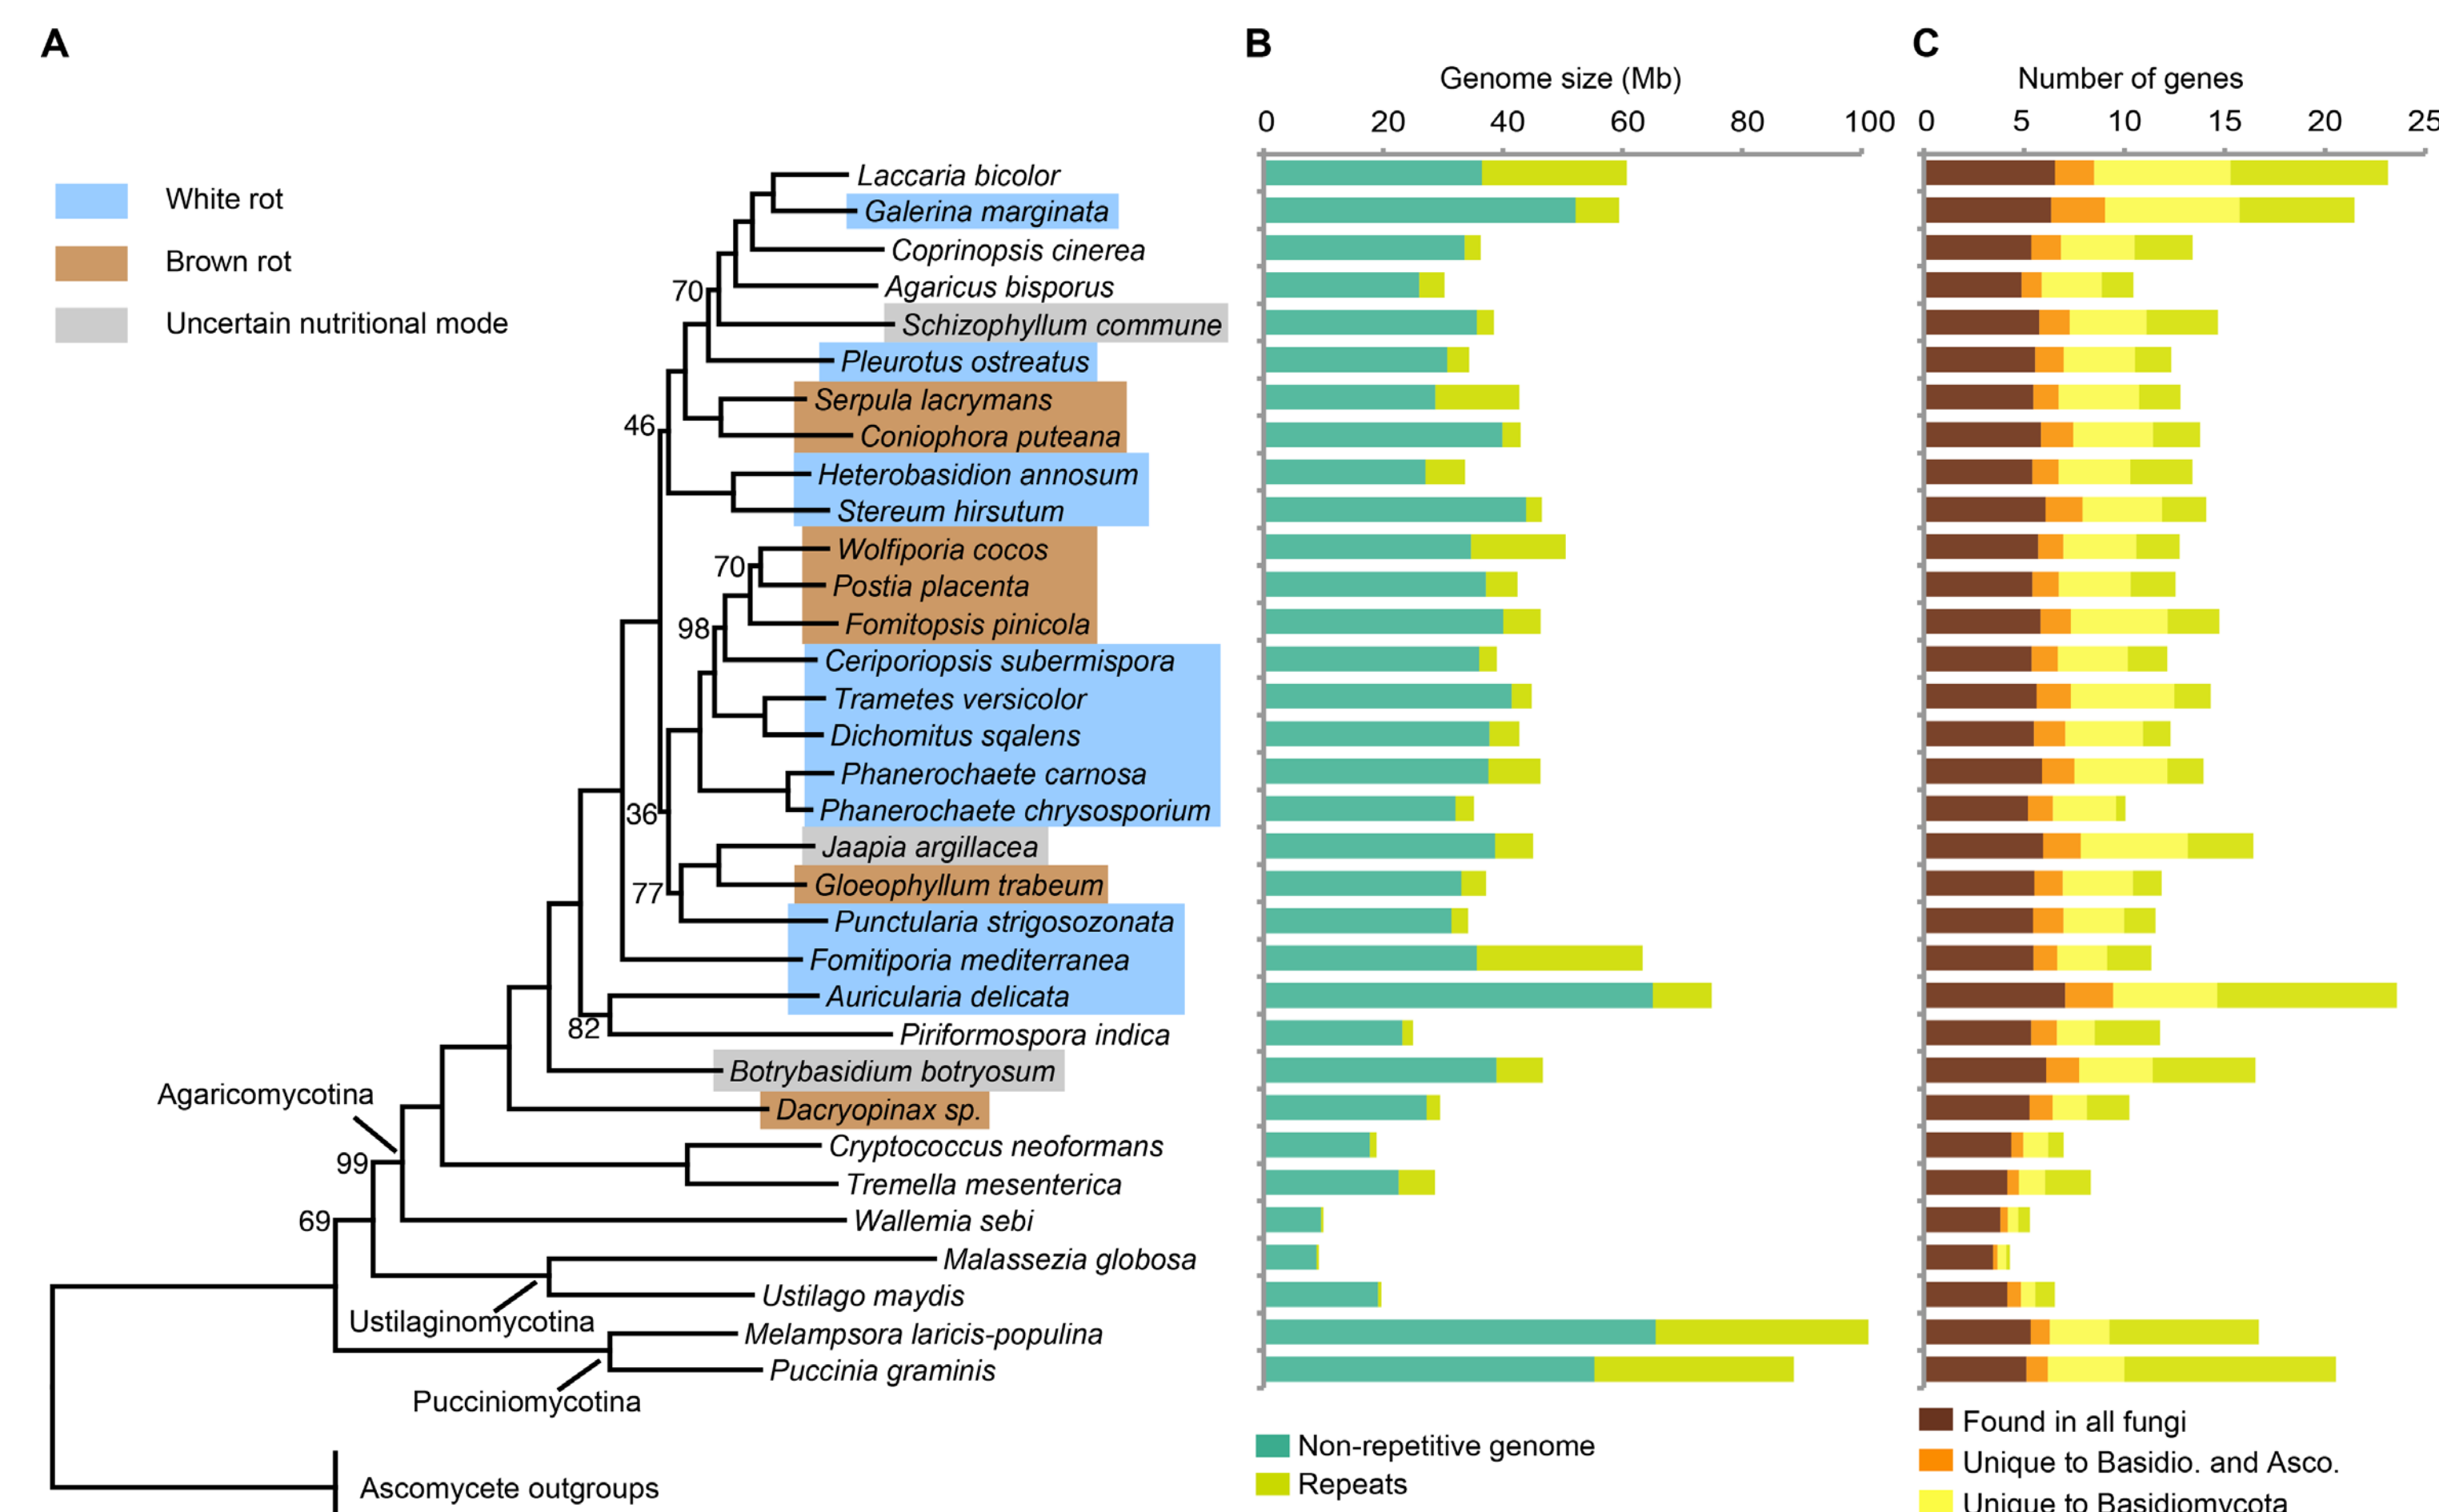 A
B
C
Genome size (Mb)
Number of genes
0 20 40 60 80 100
0 5 10 15 20 25
White rot
Brown rot
Uncertain nutritional mode
Laccaria bicolor
Galerina marginata
Coprinopsis cinerea
Agaricus bisporus
70
Schizophyllum commune
Pleurotus ostreatus
Serpula lacrymans
46
Coniophora puteana
Heterobasidion annosum
Stereum hirsutum
Wolfiporia cocos
70
Postia placenta
Fomitopsis pinicola
98
Ceriporiopsis subermispora
Trametes versicolor
Dichomitus sqalens
Phanerochaete carnosa
Phanerochaete chrysosporium
36
Jaapia argillacea
Gloeophyllum trabeum
77
Punctularia strigosozonata
Fomitiporia mediterranea
Auricularia delicata
82
Piriformospora indica
Botrybasidium botryosum
Agaricomycotina
Dacryopinax sp.
Cryptococcus neoformans
99
Tremella mesenterica
69
Wallemia sebi
Malassezia globosa
Ustilago maydis
Ustilaginomycotina
Melampsora laricis-populina
Puccinia graminis
Pucciniomycotina
Ascomycete outgroups
Non-repetitive genome
Repeats
Found in all fungi
Unique to Basidio. and Asco.
Unique to Basidiomycota